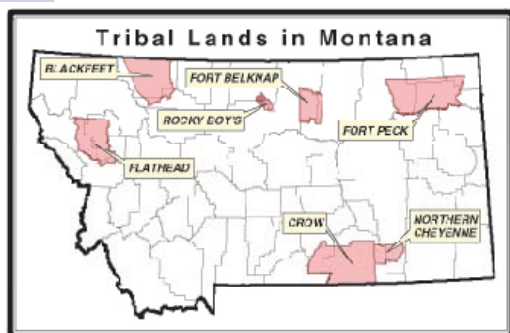 Tribal Lands in Montana
BLACKFEET
FORT BELKNAP
ROCKY BOY'S
FORT PECK
FLATHEAD
CROW
NORTHERN
CHEYENNE